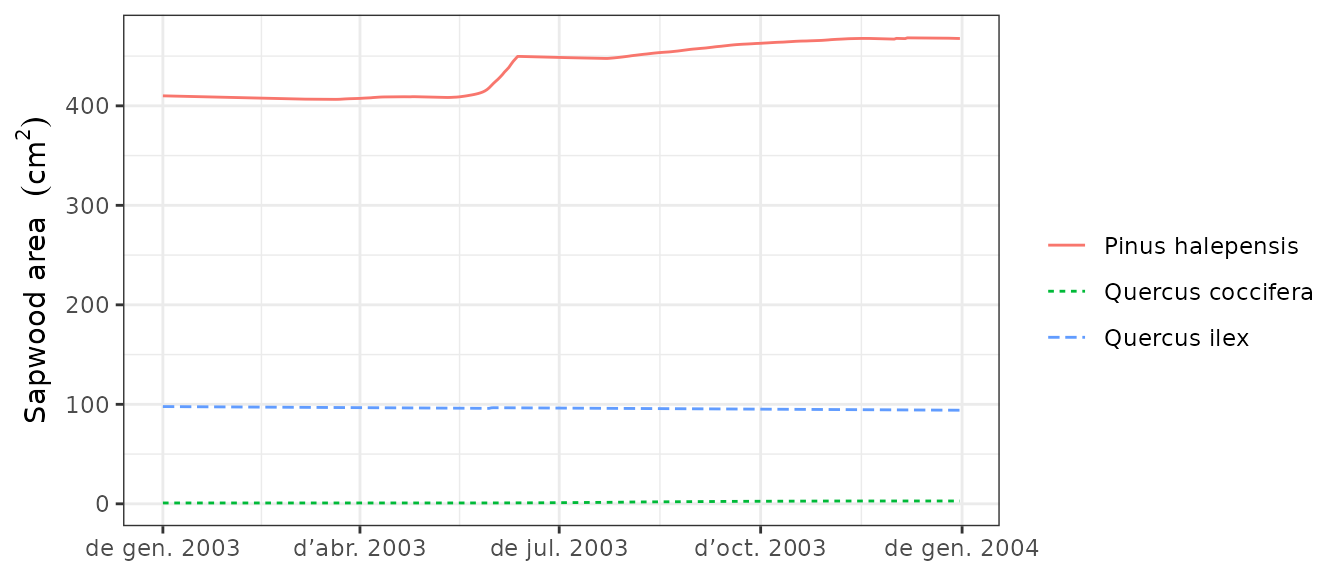 Sapwood area (cm²)
400
300
200
100
0
de gen. 2003
d’abr. 2003
de jul. 2003
d’oct. 2003
de gen. 2004
Pinus halepensis
Quercus coccifera
Quercus ilex